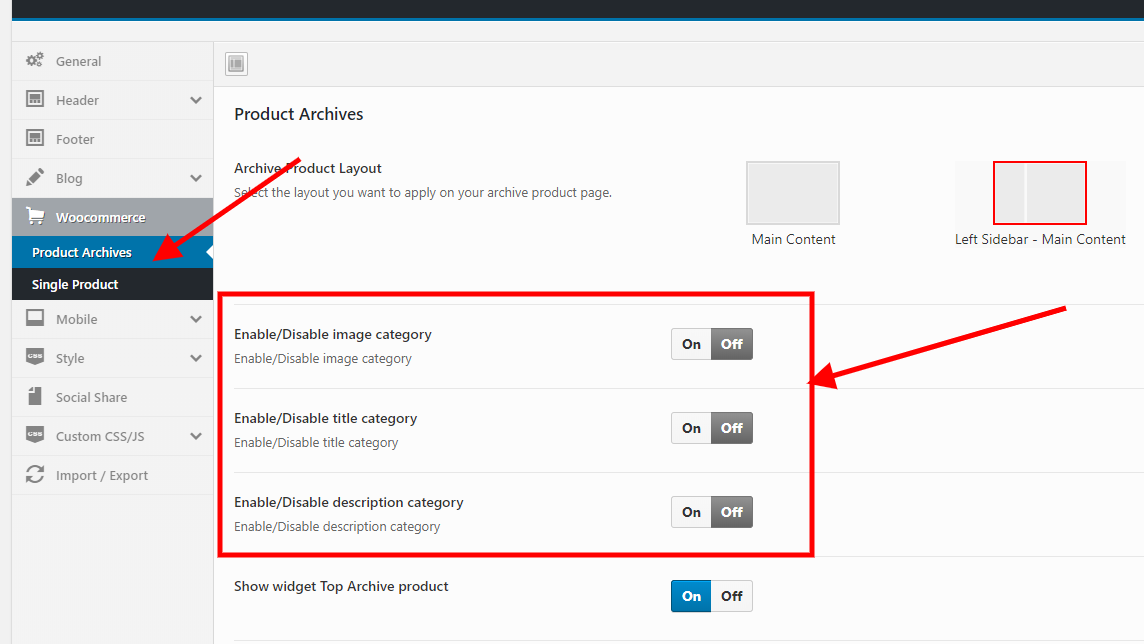 General
Header
Footer
Blog
Woocommerce
Product Archives
Single Product
Mobile
CSS Style
Social Share
CSS Custom CSS/JS
Import / Export
Product Archives
Archive Product Layout
Select the layout you want to apply on your archive product page.
Main Content
Left Sidebar - Main Content
Enable/Disable image category
Enable/Disable image category
On Off
Enable/Disable title category
Enable/Disable title category
On Off
Enable/Disable description category
Enable/Disable description category
On Off
Show widget Top Archive product
On Off